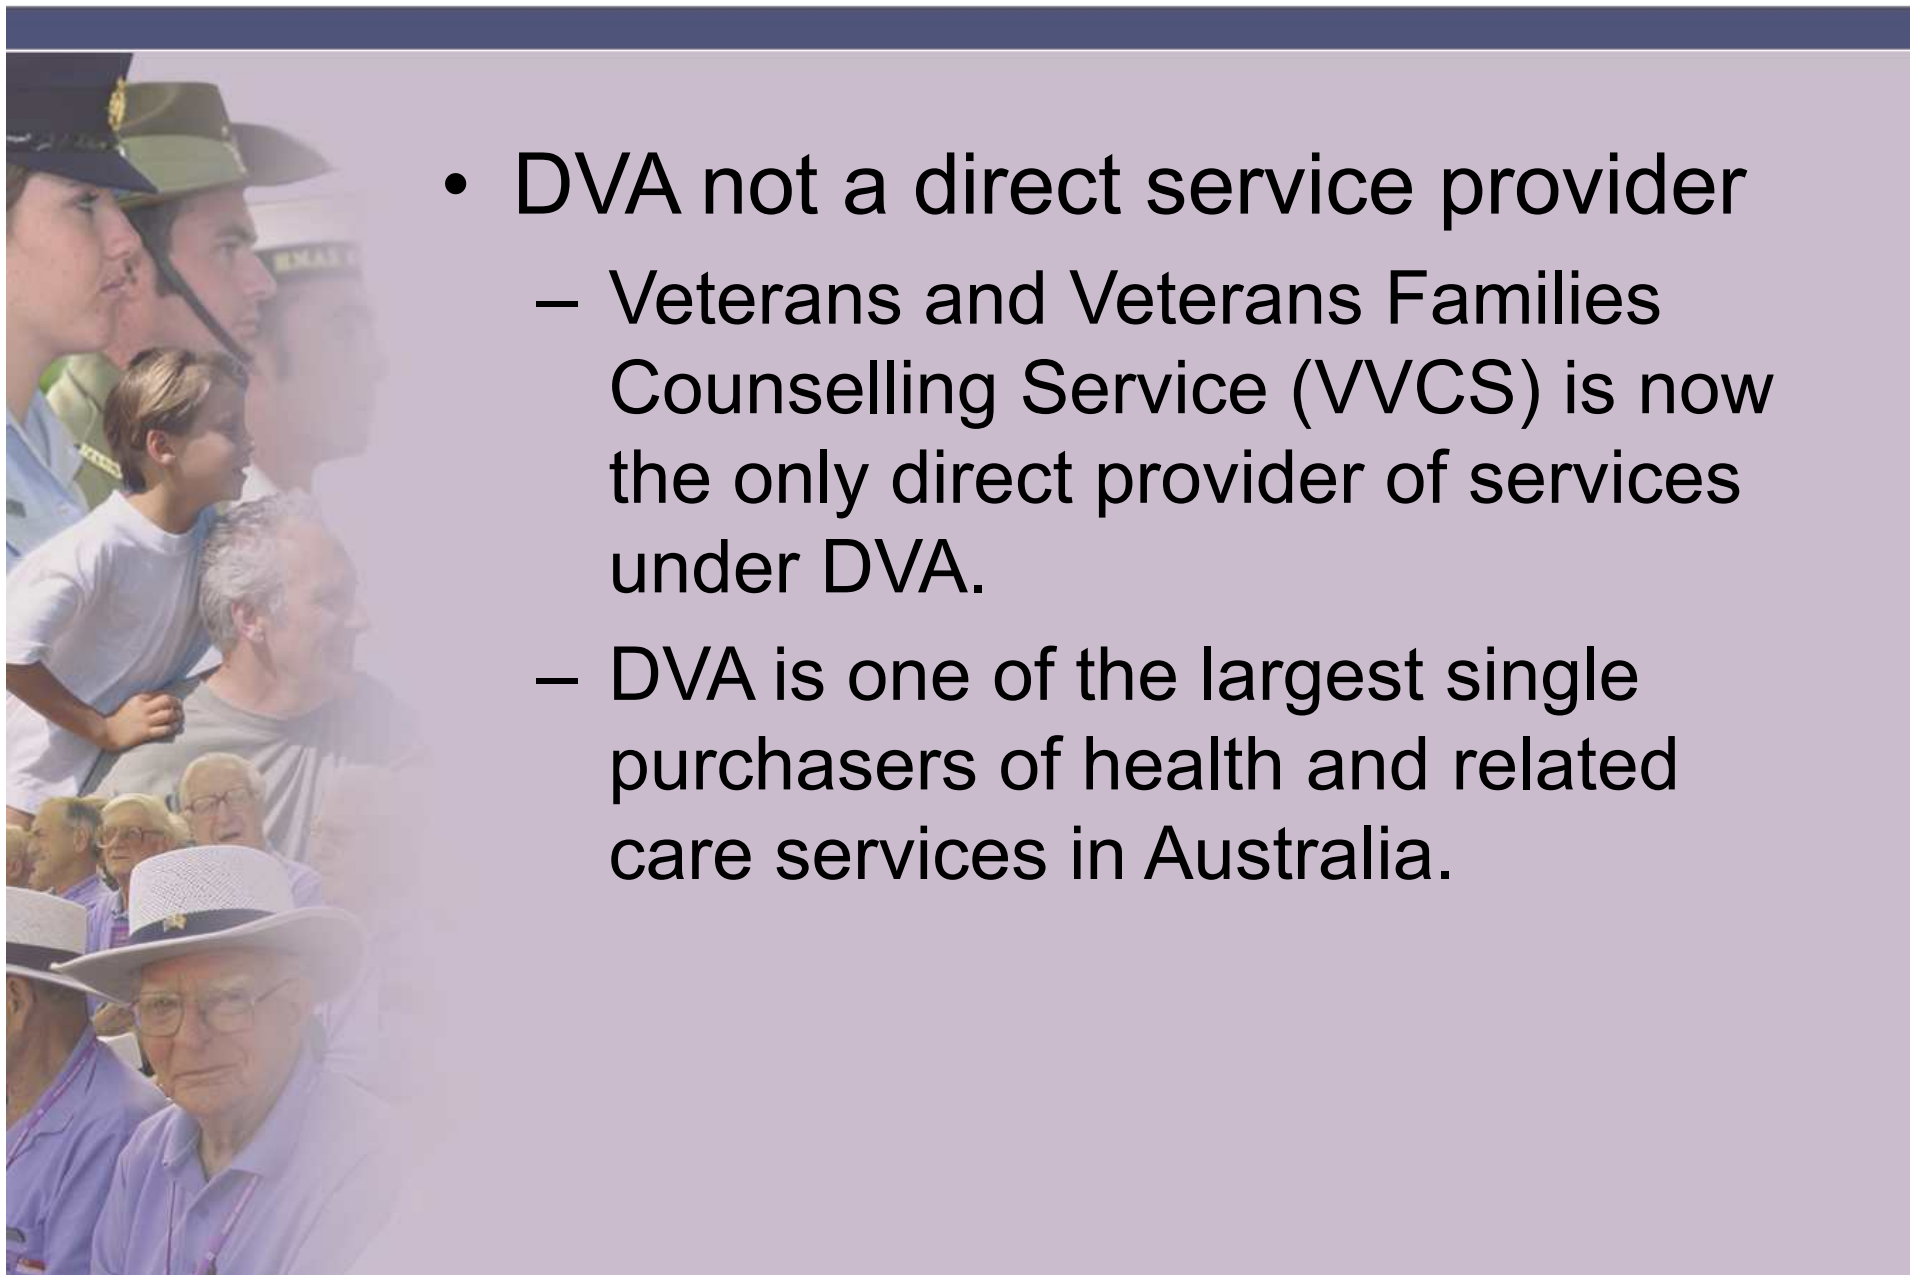 • DVA not a direct service provider
– Veterans and Veterans Families
Counselling Service (VVCS) is now
the only direct provider of services
under DVA.
– DVA is one of the largest single
purchasers of health and related
care services in Australia.
HMAS